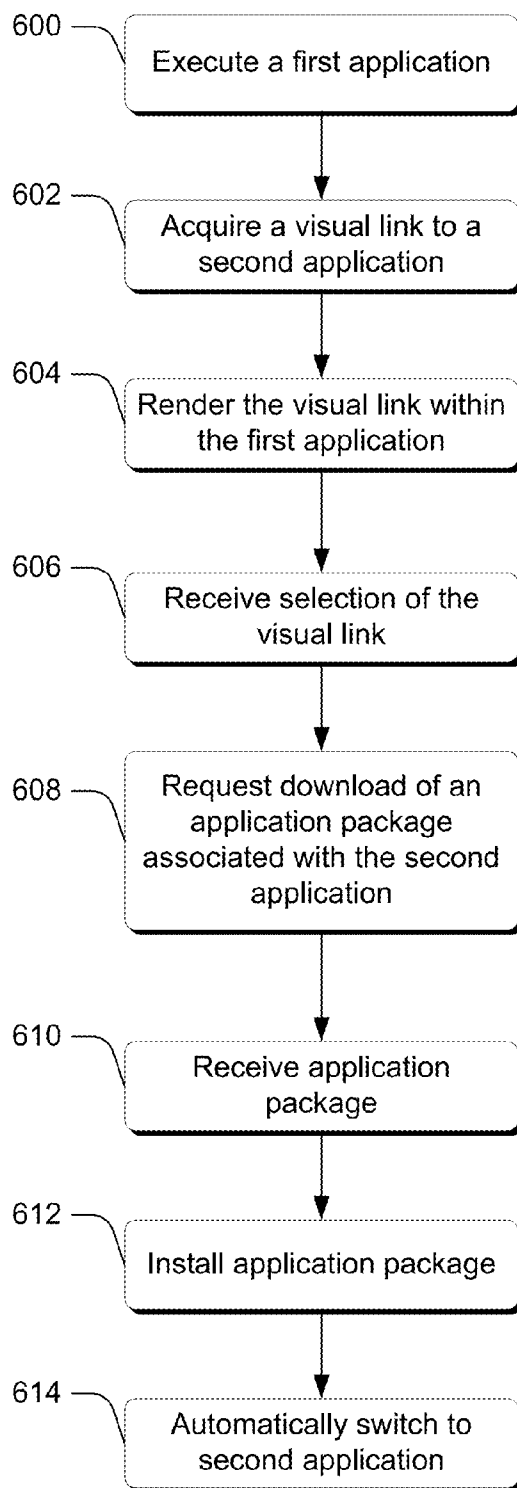 600
Execute a first application
602
Acquire a visual link to a
second application
604
Render the visual link within
the first application
606
Receive selection of the
visual link
608
Request download of an
application package
associated with the second
application
610
Receive application
package
612
Install application package
614
Automatically switch to
second application